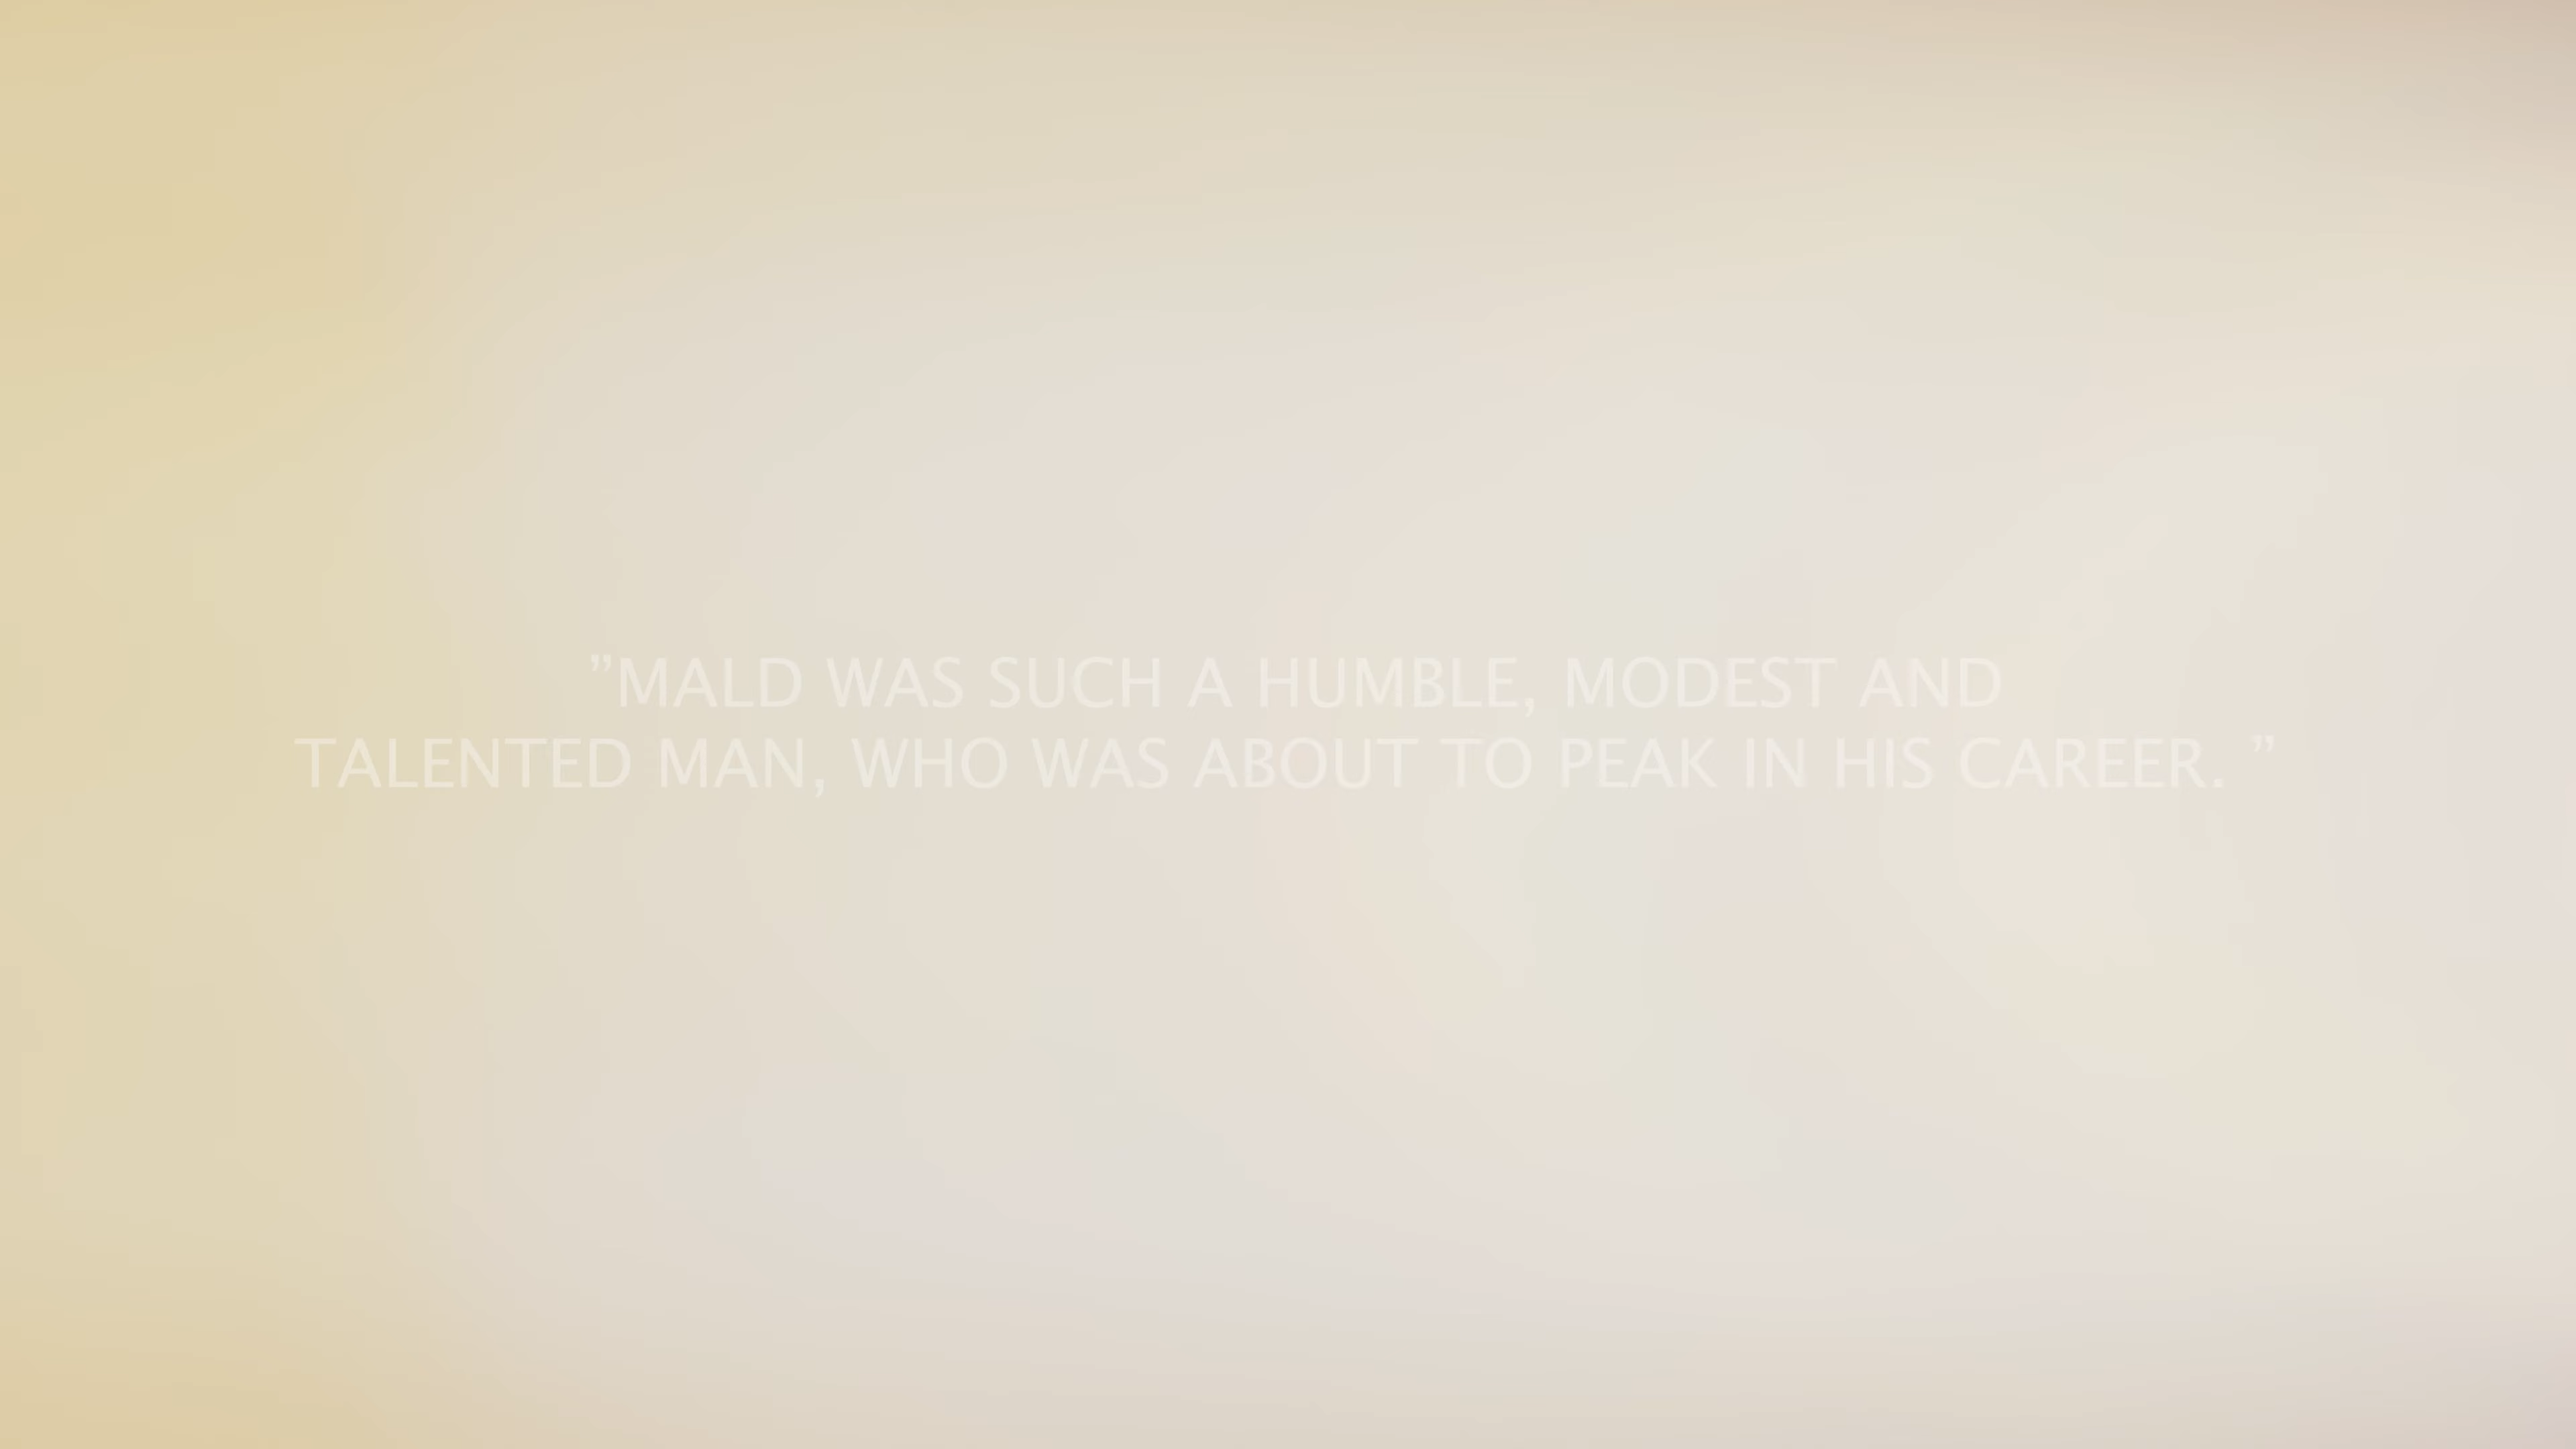 ”MALD WAS SUCH A HUMBLE, MODEST AND
TALENTED MAN, WHO WAS ABOUT TO PEAK IN HIS CAREER. ”